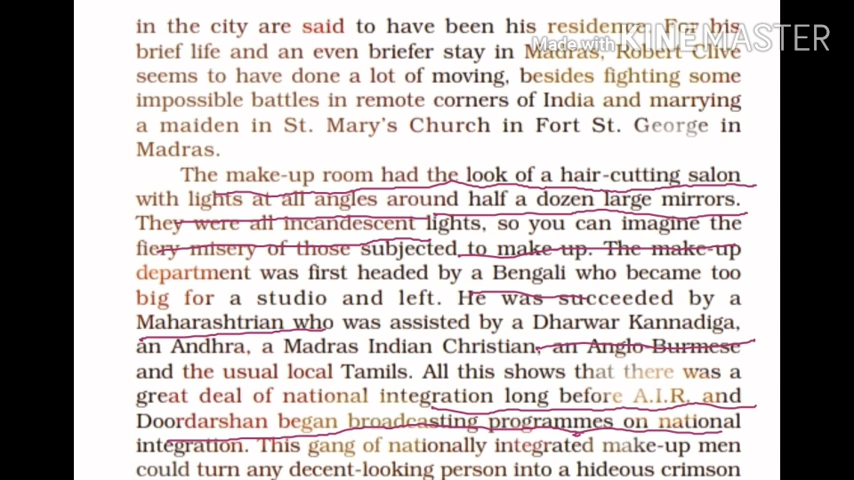 in the city are said to have been his residence. For his
Made with KINEMASTER
brief life and an even briefer stay in Madras, Robert Clive
seems to have done a lot of moving, besides fighting some
impossible battles in remote corners of India and marrying
a maiden in St. Mary's Church in Fort St. George in
Madras.
The make-up room had the look of a hair-cutting salon
with lights at all angles around half a dozen large mirrors.
They were all incandescent lights, so you can imagine the
fiery misery of those subjected to make-up. The make-up
department was first headed by a Bengali who became too
big for a studio and left. He was succeeded by a
Maharashtrian who was assisted by a Dharwar Kannadiga,
an Andhra, a Madras Indian Christian, an Anglo-Burmese
and the usual local Tamils. All this shows that there was a
great deal of national integration long before A.I.R. and
Doordarshan began broadcasting programmes on national
integration. This gang of nationally integrated make-up men
could turn any decent-looking person into a hideous crimson